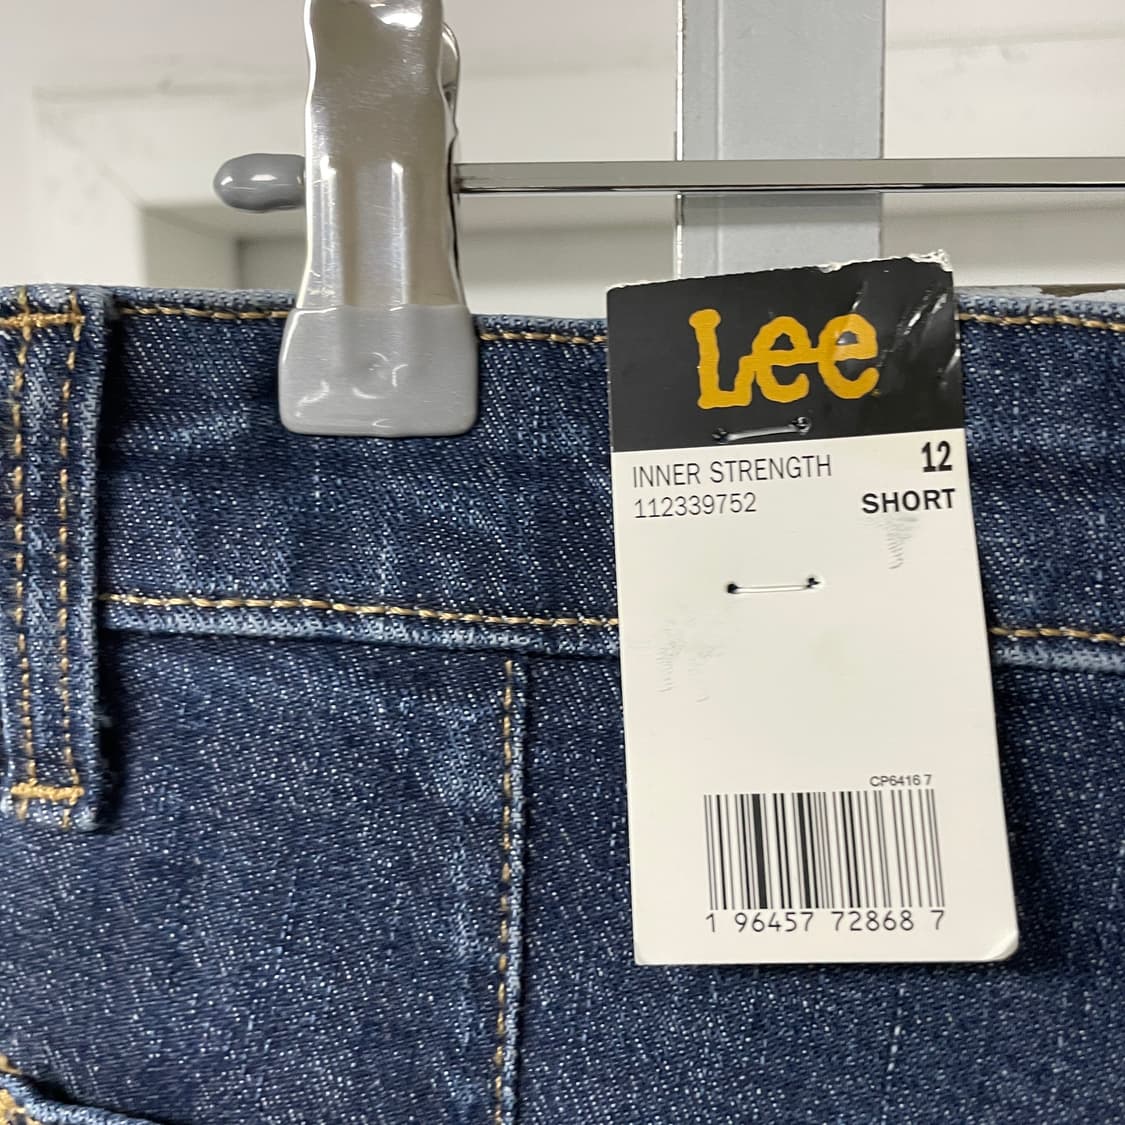 Lee
INNER STRENGTH 12
112339752 SHORT
CP6416 7
1 96457 72868 7